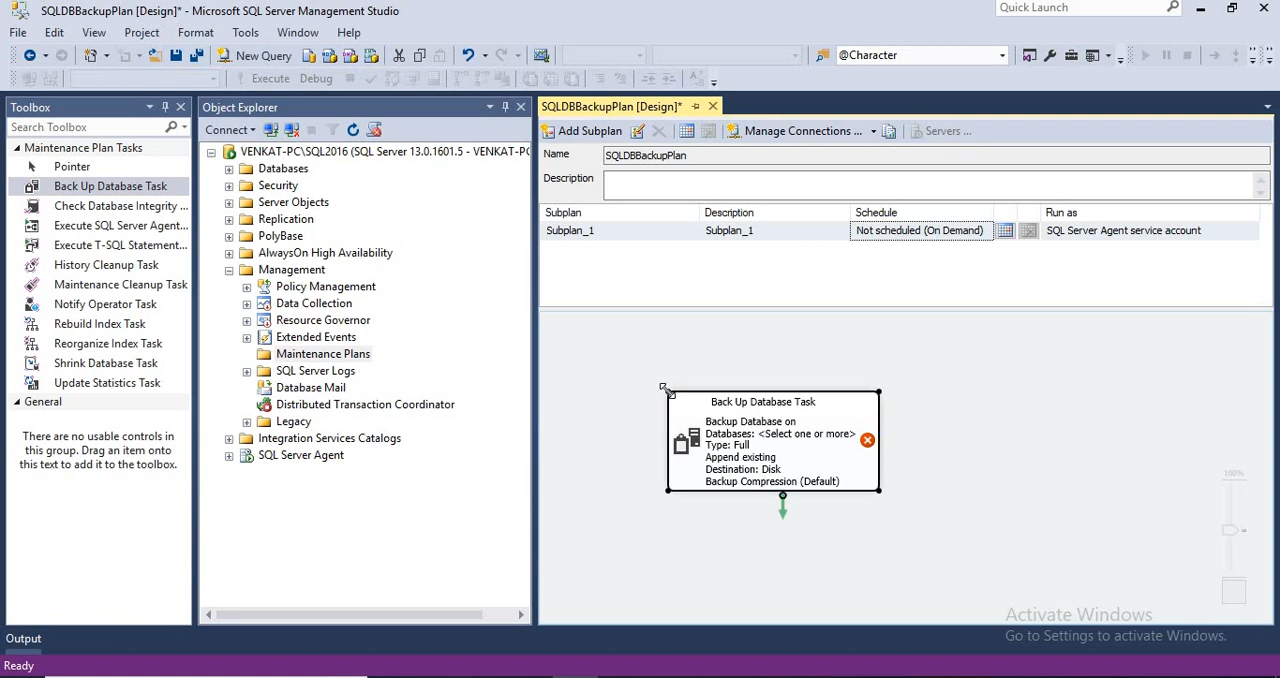 SQLDBBackupPlan [Design]* - Microsoft SQL Server Management Studio
Quick Launch
File Edit View Project Format Tools Window Help
New Query
@Character
Execute Debug
Toolbox
Search Toolbox
Maintenance Plan Tasks
Pointer
Back Up Database Task
Check Database Integrity ...
Execute SQL Server Agent...
Execute T-SQL Statement...
History Cleanup Task
Maintenance Cleanup Task
Notify Operator Task
Rebuild Index Task
Reorganize Index Task
Shrink Database Task
Update Statistics Task
General
There are no usable controls in
this group. Drag an item onto
this text to add it to the toolbox.
Object Explorer
Connect
VENKAT-PC\SQL2016 (SQL Server 13.0.1601.5 - VENKAT-PC
Databases
Security
Server Objects
Replication
PolyBase
AlwaysOn High Availability
Management
Policy Management
Data Collection
Resource Governor
Extended Events
Maintenance Plans
SQL Server Logs
Database Mail
Distributed Transaction Coordinator
Legacy
Integration Services Catalogs
SQL Server Agent
SQLDBBackupPlan [Design]*
Add Subplan Manage Connections ... Servers ...
Name SQLDBBackupPlan
Description
Subplan Description Schedule Run as
Subplan_1 Subplan_1 Not scheduled (On Demand) SQL Server Agent service account
Back Up Database Task
Backup Database on
Databases: <Select one or more>
Type: Full
Append existing
Destination: Disk
Backup Compression (Default)
100%
Activate Windows
Go to Settings to activate Windows.
Output
Ready